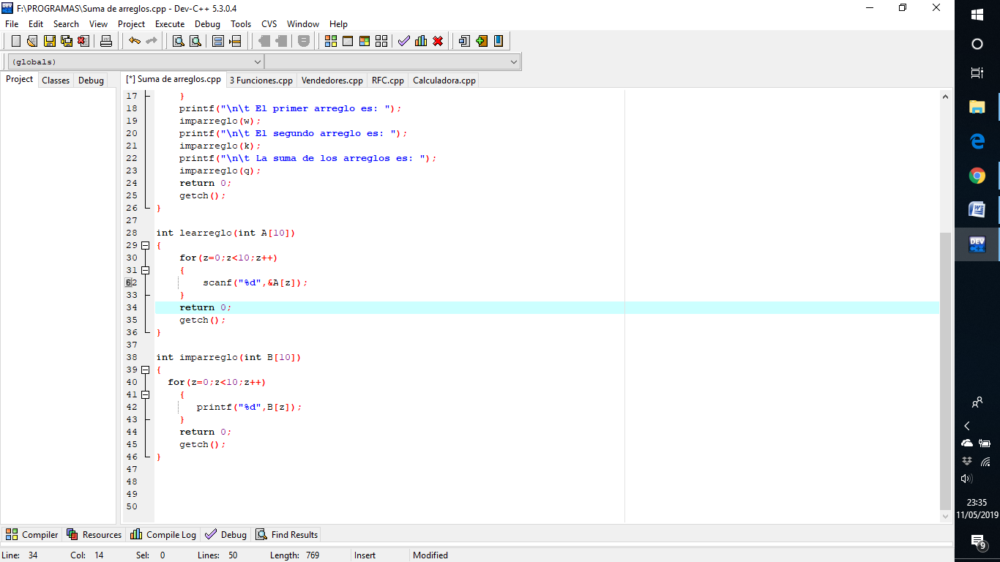 F:\PROGRAMAS\Suma de arreglos.cpp - Dev-C++ 5.3.0.4
File Edit Search View Project Execute Debug Tools CVS Window Help
(globals)
Project Classes Debug
[*] Suma de arreglos.cpp 3 Funciones.cpp Vendedores.cpp RFC.cpp Calculadora.cpp
17 }
18 printf("\n\t El primer arreglo es: ");
19 imparreglo(w);
20 printf("\n\t El segundo arreglo es: ");
21 imparreglo(k);
22 printf("\n\t La suma de los arreglos es: ");
23 imparreglo(q);
24 return 0;
25 getch();
26 }
27
28 int learreglo(int A[10])
29 {
30 for(z=0;z<10;z++)
31 {
62 scanf("%d",&A[z]);
33 }
34 return 0;
35 getch();
36 }
37
38 int imparreglo(int B[10])
39 {
40 for(z=0;z<10;z++)
41 {
42 printf("%d",B[z]);
43 }
44 return 0;
45 getch();
46 }
47
48
49
50
Compiler Resources Compile Log Debug Find Results
Line: 34 Col: 14 Sel: 0 Lines: 50 Length: 769 Insert Modified
DEV
23:35
11/05/2019
9